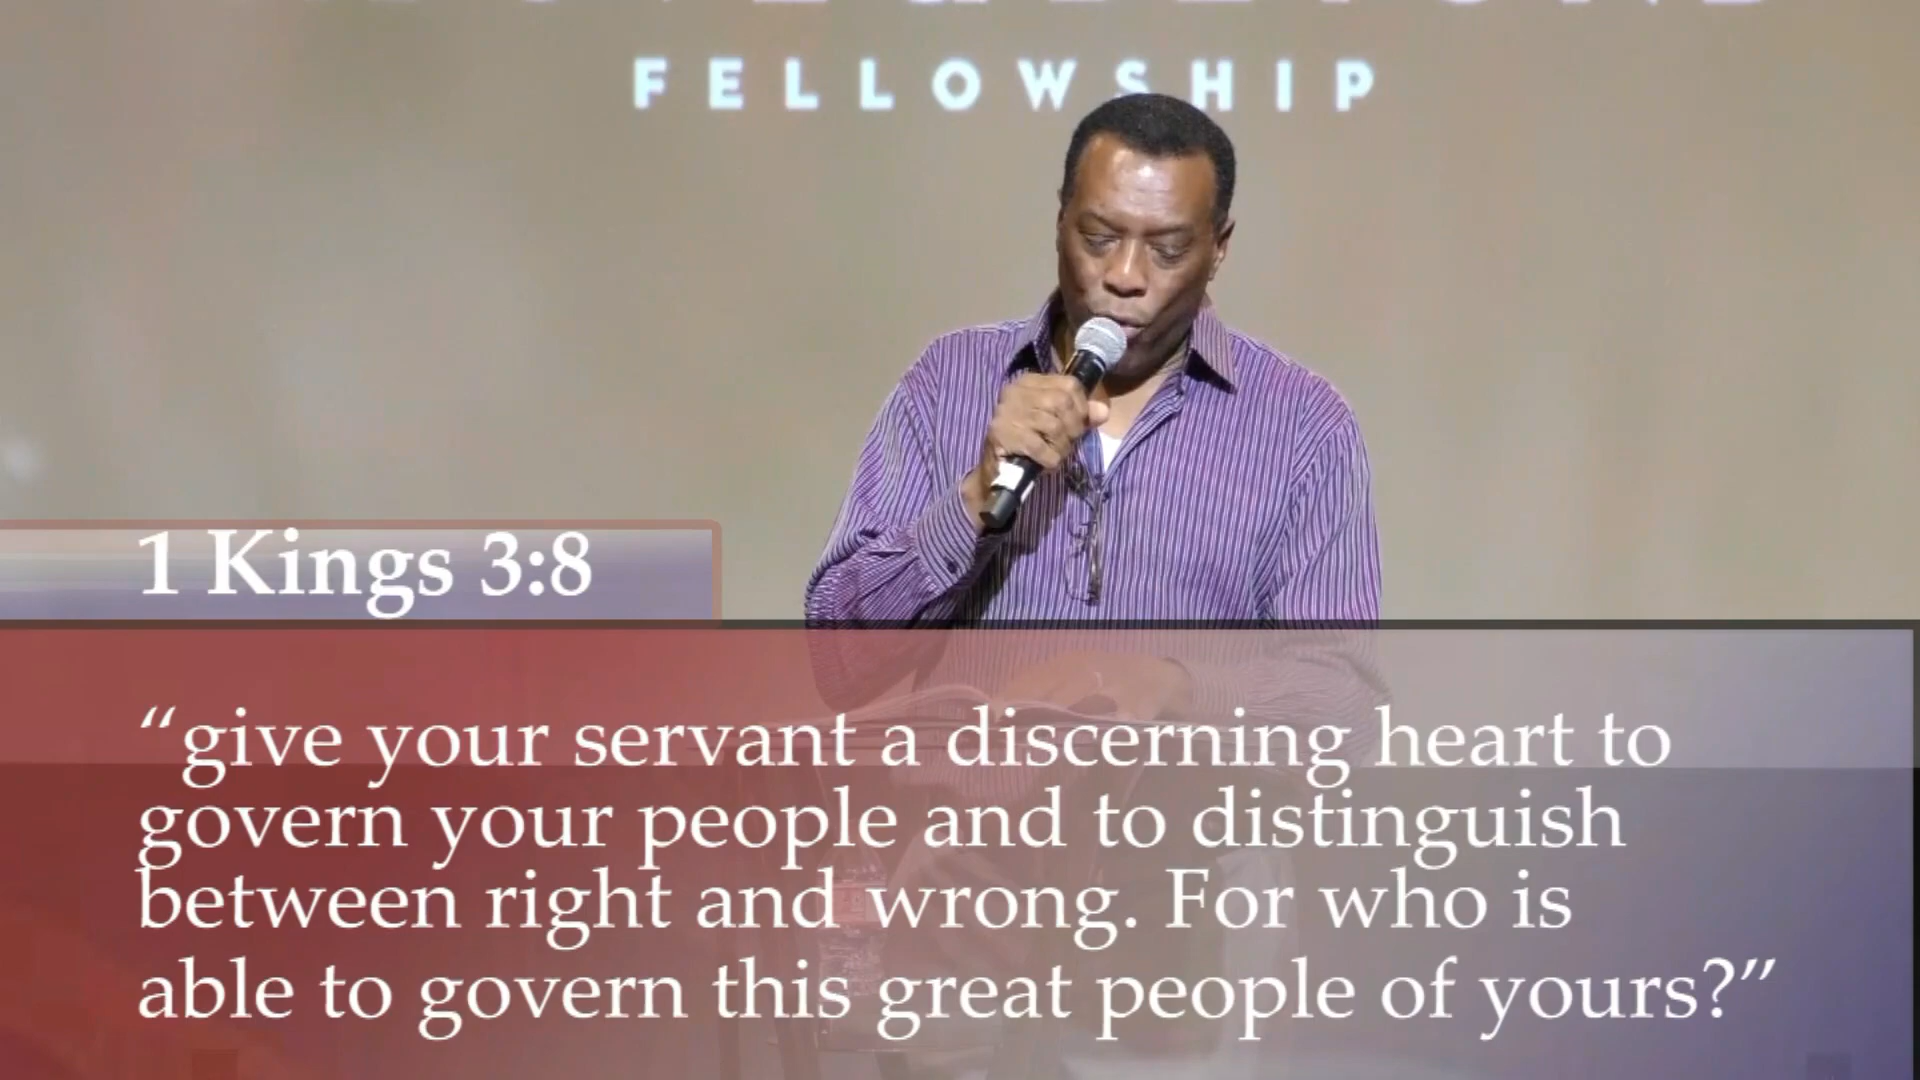 FELLOWSHIP
1 Kings 3:8
“give your servant a discerning heart to
govern your people and to distinguish
between right and wrong. For who is
able to govern this great people of yours?”